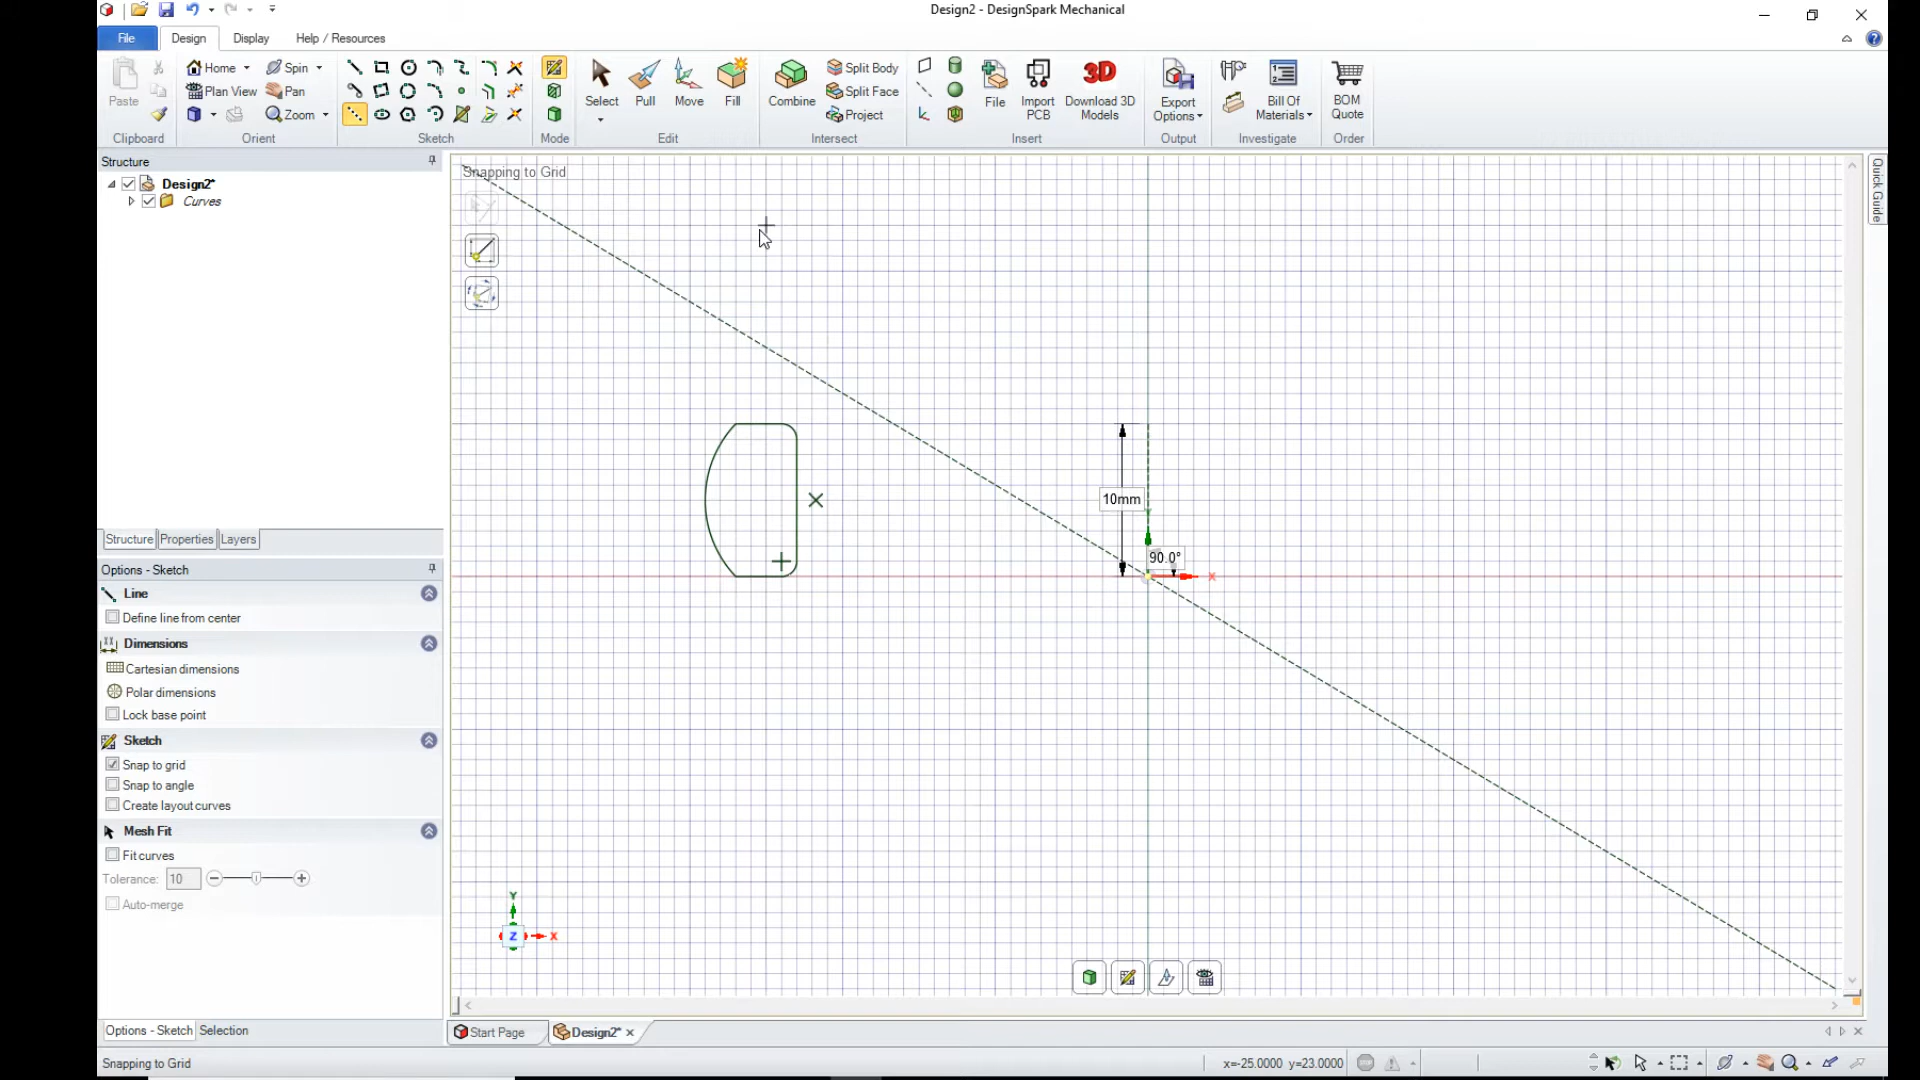 Design2 - DesignSpark Mechanical
File
Design
Display
Help / Resources
Paste
Home
Spin
Plan View
Pan
Zoom
Select
Pull
Move
Fill
Combine
Split Body
Split Face
Project
File
Import
PCB
Download 3D
Models
Export
Options
Bill Of
Materials
BOM
Quote
Clipboard
Orient
Sketch
Mode
Edit
Intersect
Insert
Output
Investigate
Order
Structure
Design2*
Curves
Structure
Properties
Layers
Options - Sketch
Line
Define line from center
Dimensions
Cartesian dimensions
Polar dimensions
Lock base point
Sketch
Snap to grid
Snap to angle
Create layout curves
Mesh Fit
Fit curves
Tolerance: 10
Auto-merge
Options - Sketch
Selection
Snapping to Grid
10mm
90.0°
X
Y
Z
X
Quick Guide
Start Page
Design2*
Snapping to Grid
x=-25.0000 y=23.0000